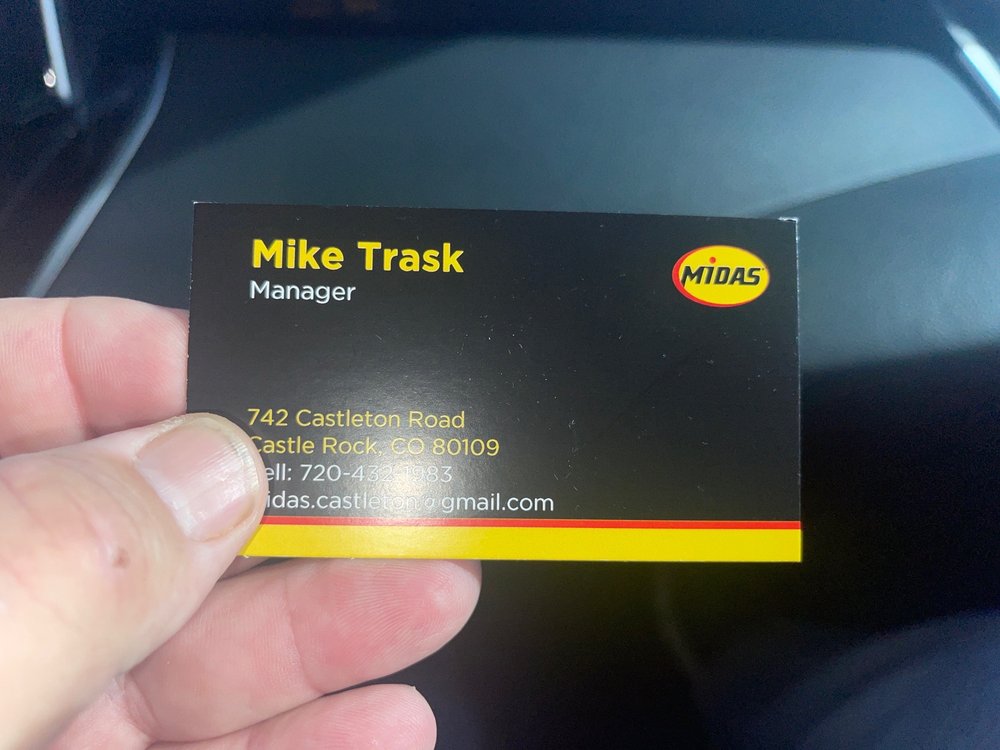 Mike Trask
Manager
MIDAS
742 Castleton Road
Castle Rock, CO 80109
ell: 720-432-1983
idas.castleton@gmail.com